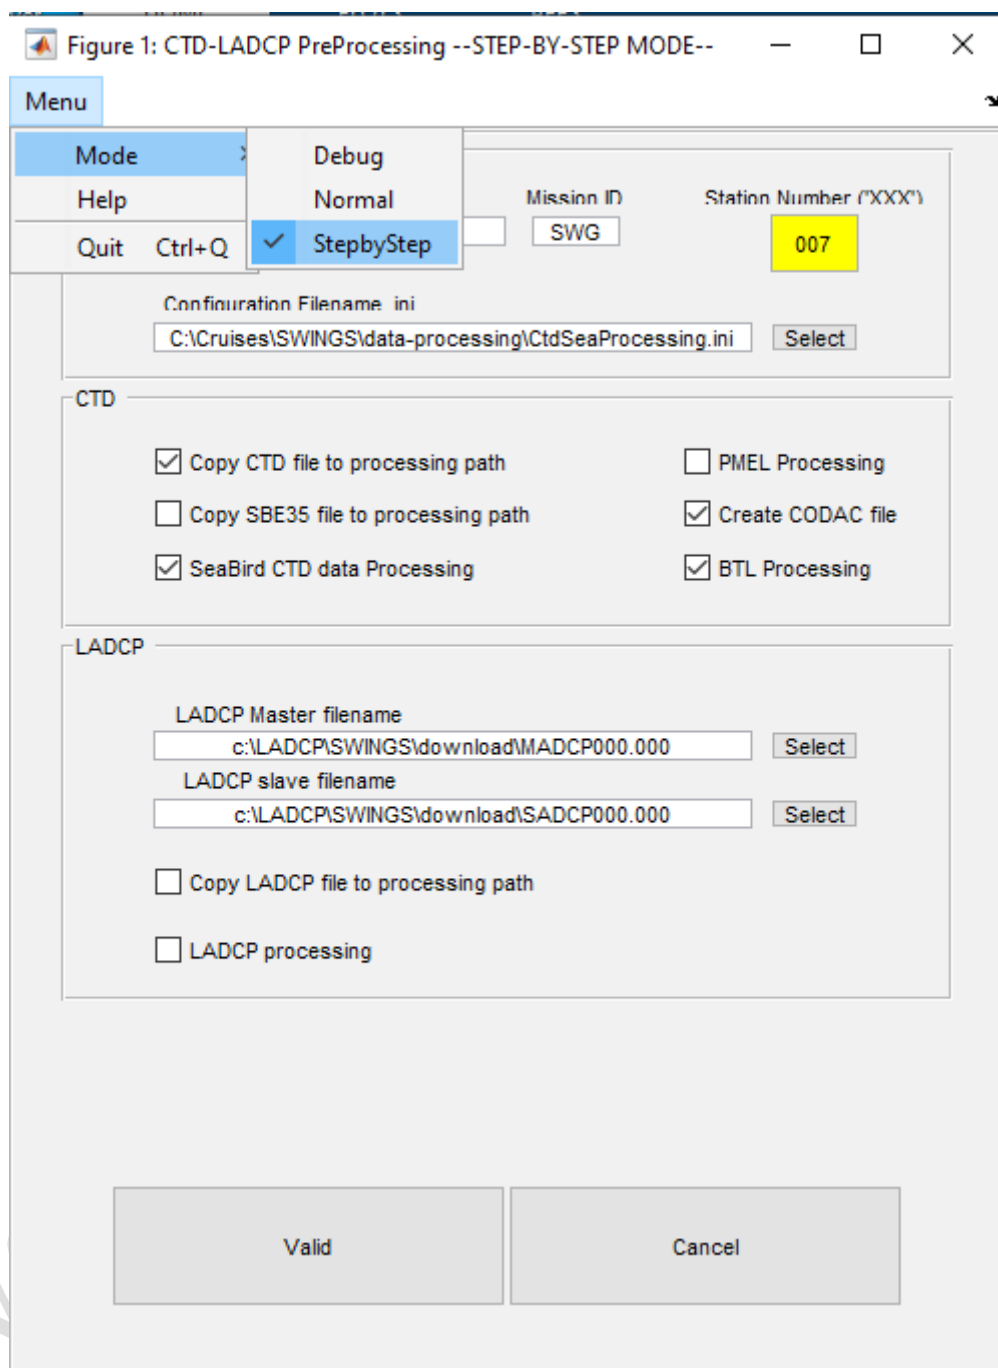 Figure 1: CTD-LADCP PreProcessing --STEP-BY-STEP MODE--
Menu
Mode
Debug
Help
Normal
Mission ID
Station Number ("XXX")
Quit Ctrl+Q
StepbyStep
SWG
007
Configuration Filename .ini
C:\Cruises\SWINGS\data-processing\CtdSeaProcessing.ini
Select
CTD
Copy CTD file to processing path
PMEL Processing
Copy SBE35 file to processing path
Create CODAC file
SeaBird CTD data Processing
BTL Processing
LADCP
LADCP Master filename
c:\LADCP\SWINGS\download\MADCP000.000
Select
LADCP slave filename
c:\LADCP\SWINGS\download\SADCP000.000
Select
Copy LADCP file to processing path
LADCP processing
Valid
Cancel